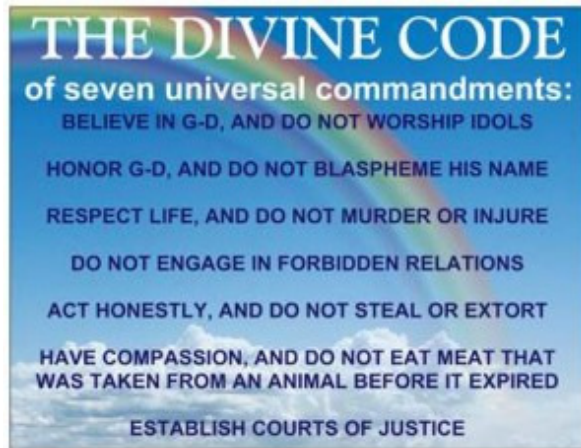 THE DIVINE CODE
of seven universal commandments:
BELIEVE IN G-D, AND DO NOT WORSHIP IDOLS
HONOR G-D, AND DO NOT BLASPHEME HIS NAME
RESPECT LIFE, AND DO NOT MURDER OR INJURE
DO NOT ENGAGE IN FORBIDDEN RELATIONS
ACT HONESTLY, AND DO NOT STEAL OR EXTORT
HAVE COMPASSION, AND DO NOT EAT MEAT THAT
WAS TAKEN FROM AN ANIMAL BEFORE IT EXPIRED
ESTABLISH COURTS OF JUSTICE